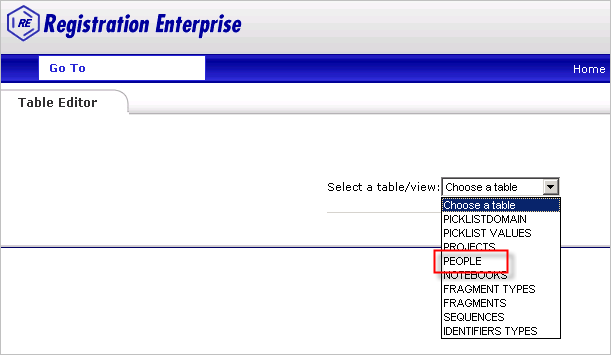 RE Registration Enterprise
Go To Home
Table Editor
Select a table/view: Choose a table
Choose a table
PICKLISTDOMAIN
PICKLIST VALUES
PROJECTS
PEOPLE
NOTEBOOKS
FRAGMENT TYPES
FRAGMENTS
SEQUENCES
IDENTIFIERS TYPES